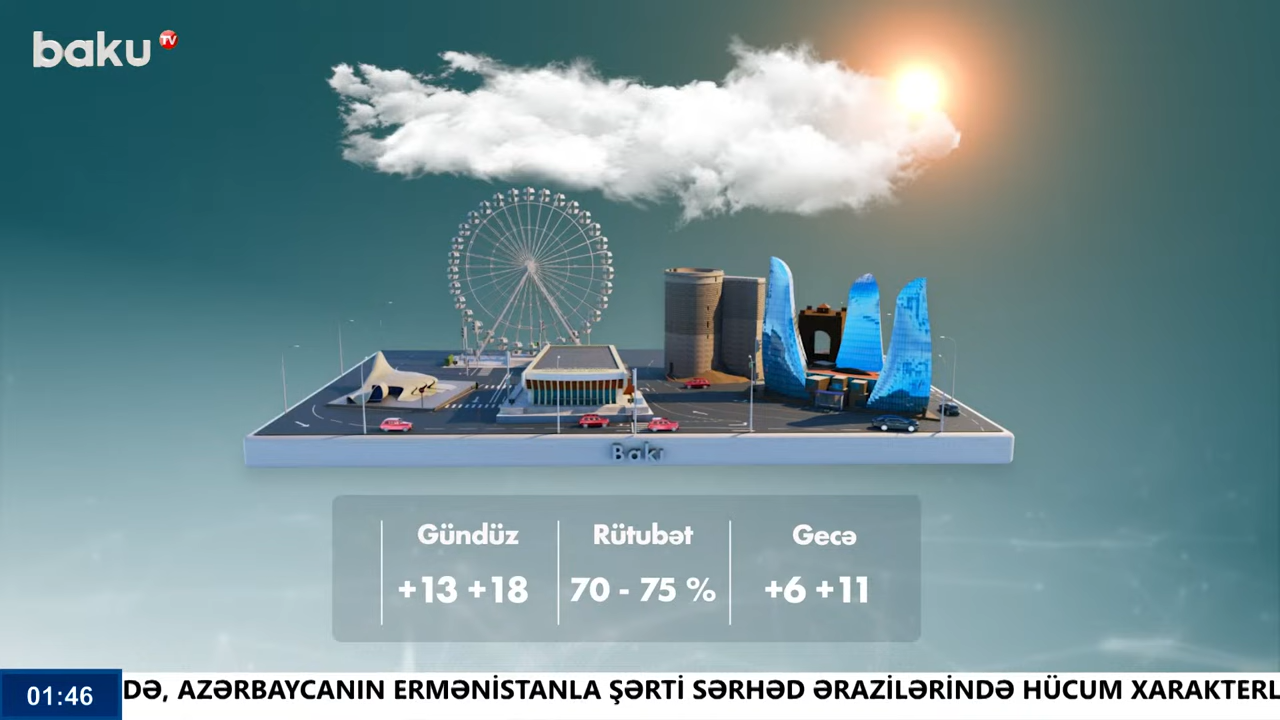 baku TV
Bakı
Gündüz
Rütubət
Gecə
+13 +18
70 - 75 %
+6 +11
01:46
DƏ, AZƏRBAYCANIN ERMƏNİSTANLA ŞƏRTİ SƏRHƏD ƏRAZİLƏRİNDƏ HÜCUM XARAKTERL